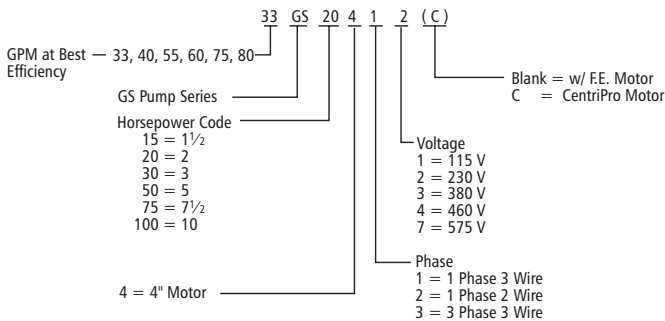 33 GS 20 4 1 2 (C)
GPM at Best
Efficiency
33, 40, 55, 60, 75, 80
Blank = w/ F.E. Motor
C = CentriPro Motor
GS Pump Series
Horsepower Code
15 = 1½
20 = 2
30 = 3
50 = 5
75 = 7½
100 = 10
Voltage
1 = 115 V
2 = 230 V
3 = 380 V
4 = 460 V
7 = 575 V
4 = 4" Motor
Phase
1 = 1 Phase 3 Wire
2 = 1 Phase 2 Wire
3 = 3 Phase 3 Wire